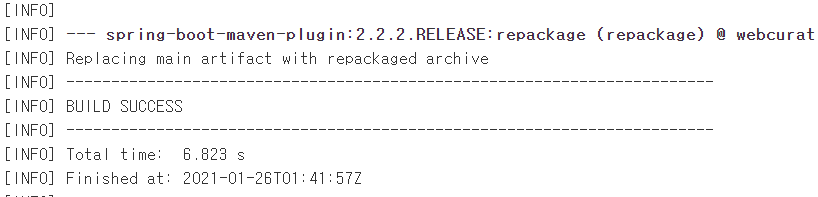 [INFO]
[INFO] --- spring-boot-maven-plugin:2.2.2.RELEASE:repackage (repackage) @ webcurat
[INFO] Replacing main artifact with repackaged archive
[INFO] ------------------------------------------------------------------------
[INFO] BUILD SUCCESS
[INFO] ------------------------------------------------------------------------
[INFO] Total time:  6.823 s
[INFO] Finished at: 2021-01-26T01:41:57Z